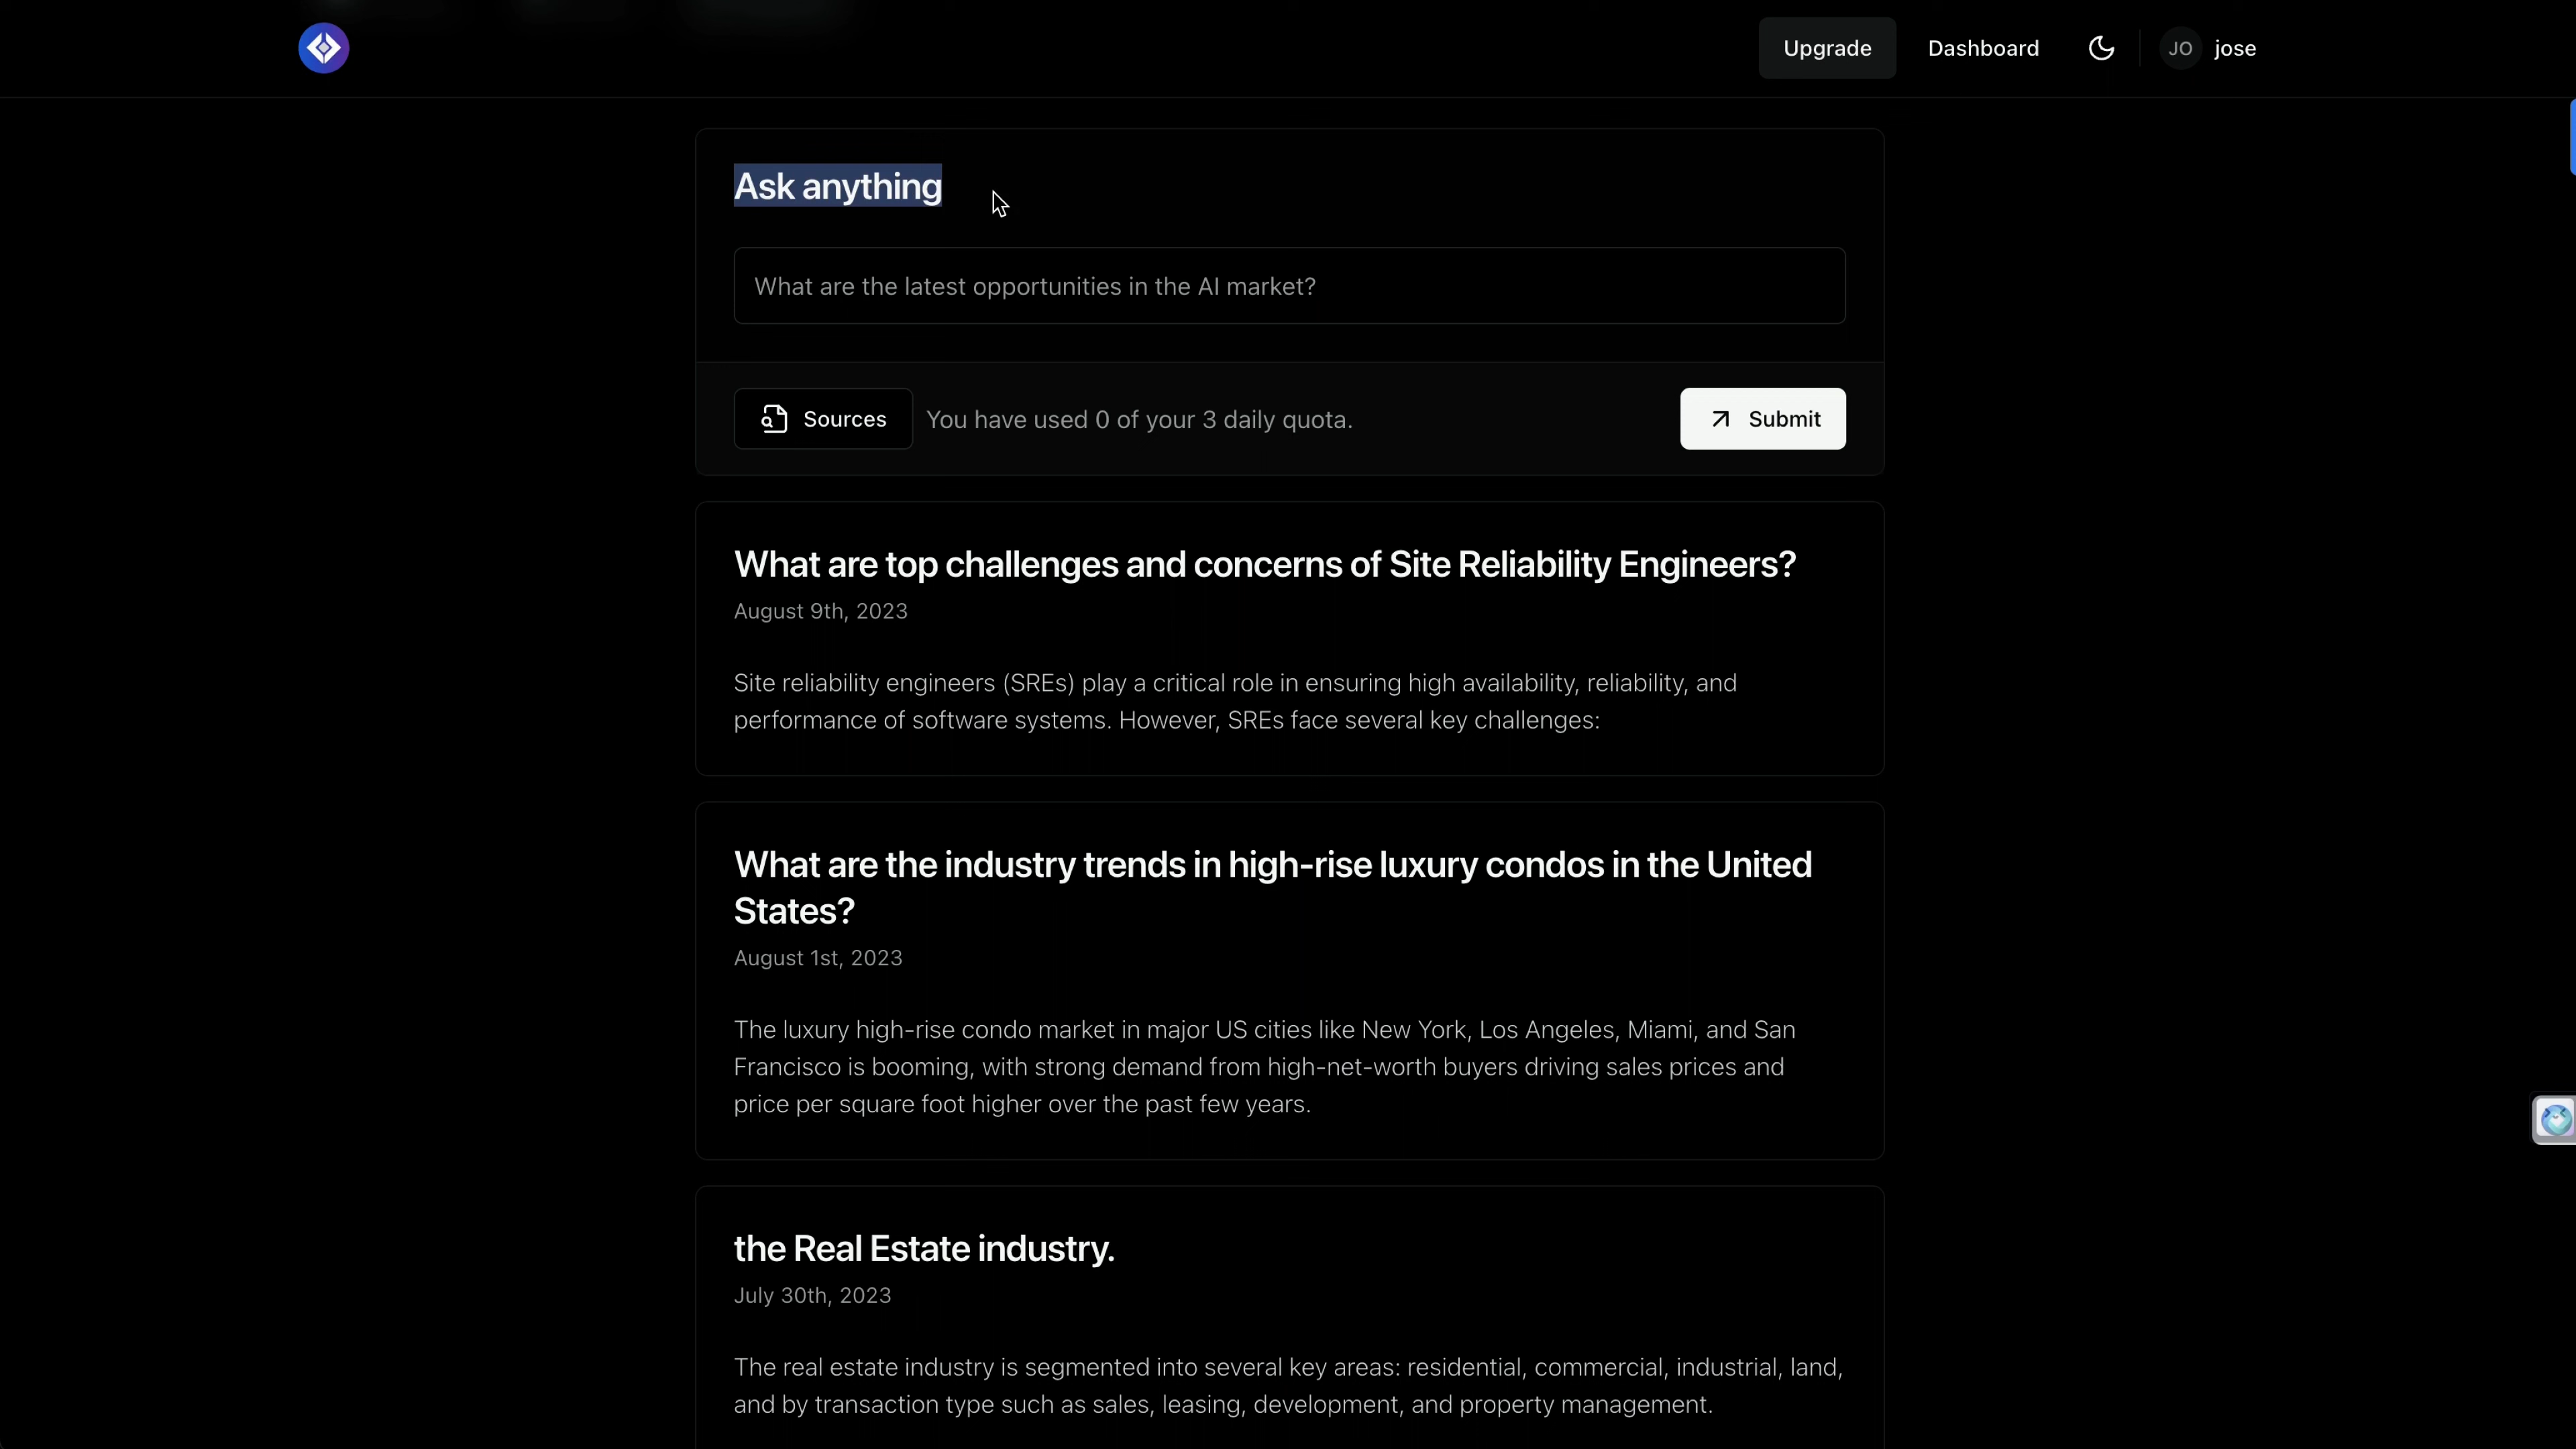 Upgrade
Dashboard
JO
jose
Ask anything
What are the latest opportunities in the AI market?
Sources
You have used 0 of your 3 daily quota.
Submit
What are top challenges and concerns of Site Reliability Engineers?
August 9th, 2023
Site reliability engineers (SREs) play a critical role in ensuring high availability, reliability, and
performance of software systems. However, SREs face several key challenges:
What are the industry trends in high-rise luxury condos in the United
States?
August 1st, 2023
The luxury high-rise condo market in major US cities like New York, Los Angeles, Miami, and San
Francisco is booming, with strong demand from high-net-worth buyers driving sales prices and
price per square foot higher over the past few years.
the Real Estate industry.
July 30th, 2023
The real estate industry is segmented into several key areas: residential, commercial, industrial, land,
and by transaction type such as sales, leasing, development, and property management.